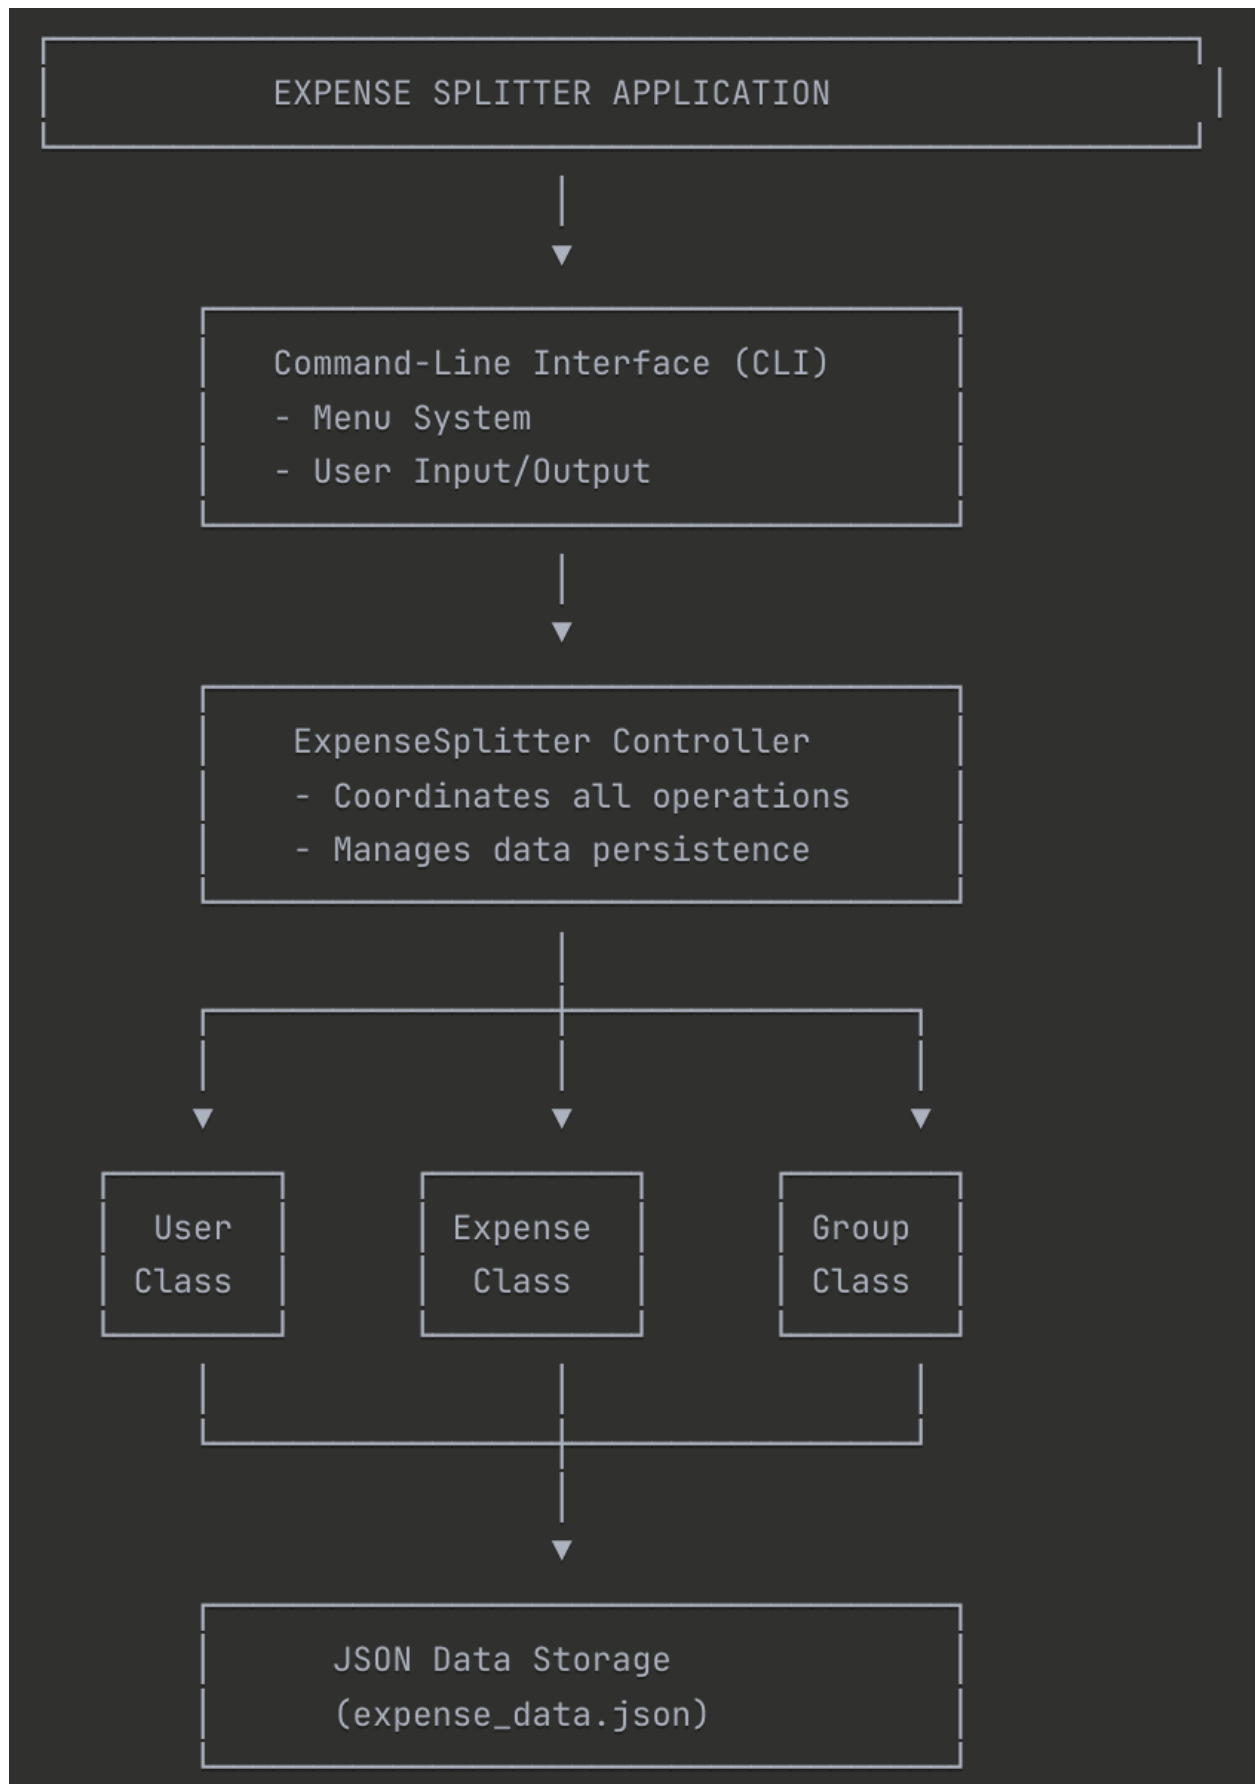 EXPENSE SPLITTER APPLICATION
Command-Line Interface (CLI)
- Menu System
- User Input/Output
ExpenseSplitter Controller
- Coordinates all operations
- Manages data persistence
User
Class
Expense
Class
Group
Class
JSON Data Storage
(expense_data.json)